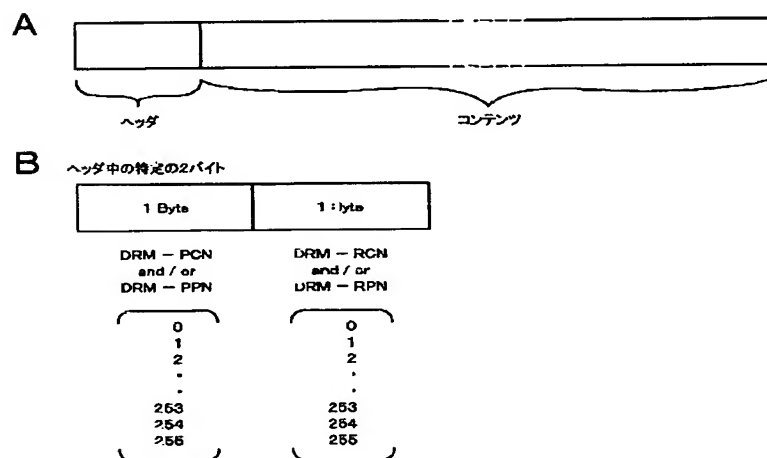 A
ヘッダ
コンテンツ
B
ヘッダ中の特定の2バイト
1 Byte
1 Byte
DRM − PCN
and / or
DRM − PPN
DRM − RCN
and / or
DRM − RPN
0
1
2
・
・
253
254
255
0
1
2
・
・
253
254
255